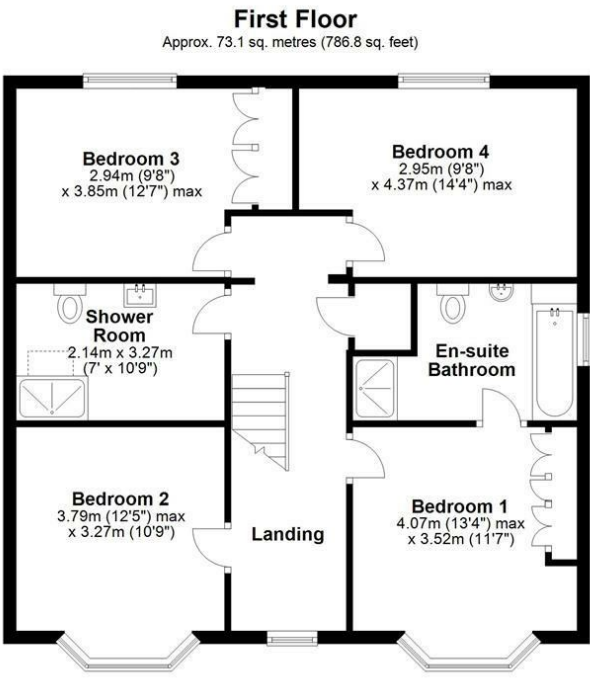 First Floor
Approx. 73.1 sq. metres (786.8 sq. feet)
Bedroom 3
2.94m (9'8")
x 3.85m (12'7") max
Bedroom 4
2.95m (9'8")
x 4.37m (14'4") max
Shower
Room
2.14m x 3.27m
(7' x 10'9")
En-suite
Bathroom
Bedroom 2
3.79m (12'5") max
x 3.27m (10'9")
Landing
Bedroom 1
4.07m (13'4") max
x 3.52m (11'7")